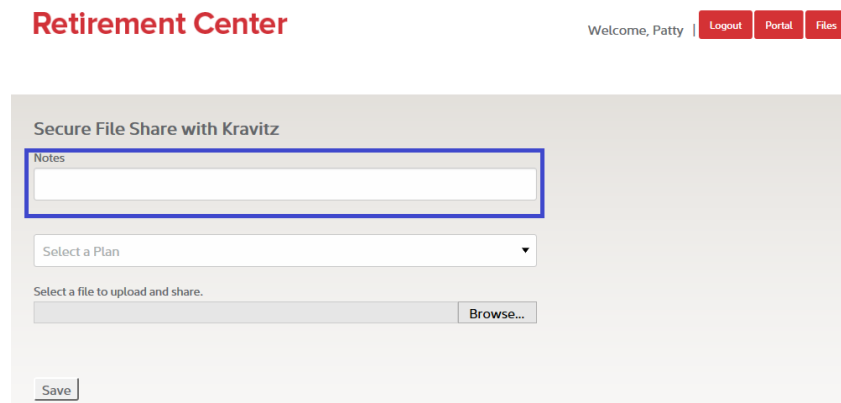 Retirement Center
Welcome, Patty | Logout Portal Files
Secure File Share with Kravitz
Notes
Select a Plan
Select a file to upload and share.
Browse...
Save